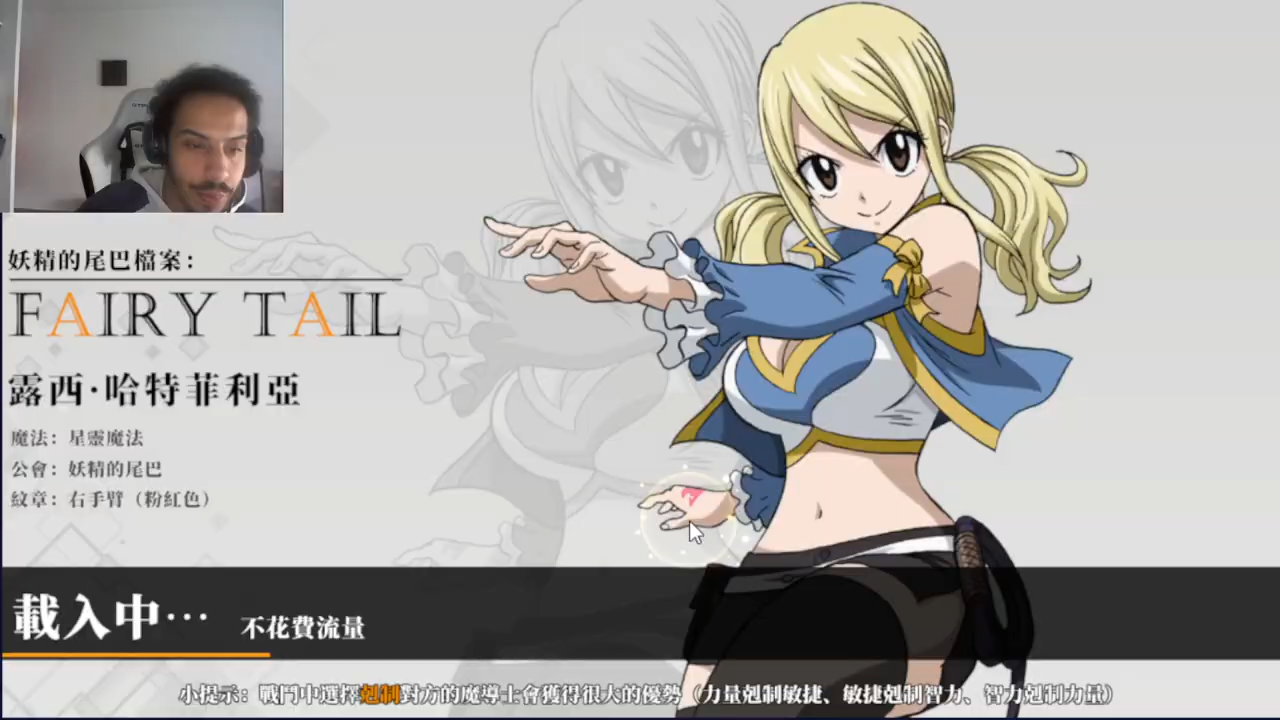 妖精的尾巴檔案：
FAIRY TAIL
露西·哈特菲利亞
魔法：星靈魔法
公會：妖精的尾巴
紋章：右手臂（粉紅色）
載入中… 不花費流量
小提示：戰鬥中選擇剋制對方的魔導士會獲得很大的優勢（力量剋制敏捷、敏捷剋制智力、智力剋制力量）